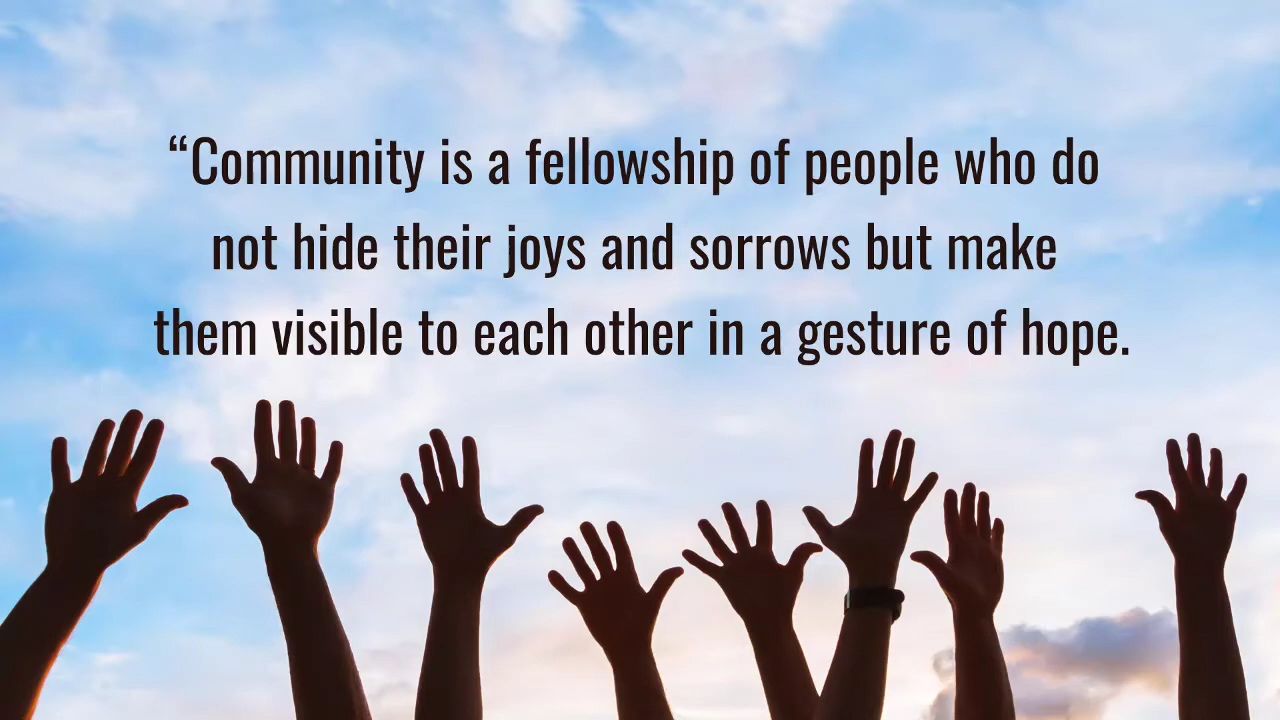 “Community is a fellowship of people who do
not hide their joys and sorrows but make
them visible to each other in a gesture of hope.